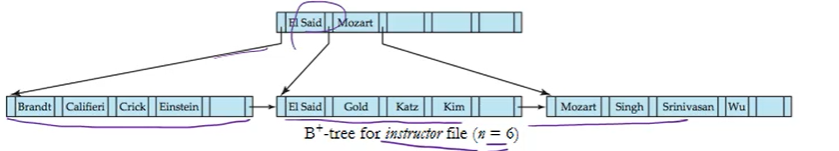 El Said Mozart
Brandt Califieri Crick Einstein El Said Gold Katz Kim Mozart Singh Srinivasan Wu
B+-tree for instructor file (n = 6)